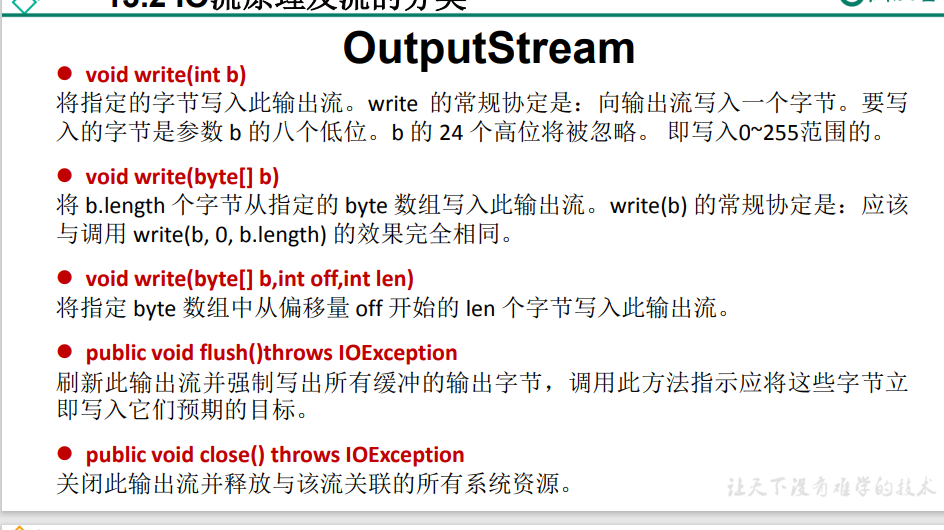 OutputStream
● void write(int b)
将指定的字节写入此输出流。write 的常规协定是：向输出流写入一个字节。要写
入的字节是参数 b 的八个低位。b 的 24 个高位将被忽略。 即写入0~255范围的。
● void write(byte[] b)
将 b.length 个字节从指定的 byte 数组写入此输出流。write(b) 的常规协定是：应该
与调用 write(b, 0, b.length) 的效果完全相同。
● void write(byte[] b,int off,int len)
将指定 byte 数组中从偏移量 off 开始的 len 个字节写入此输出流。
● public void flush()throws IOException
刷新此输出流并强制写出所有缓冲的输出字节，调用此方法指示应将这些字节立
即写入它们预期的目标。
● public void close() throws IOException
关闭此输出流并释放与该流关联的所有系统资源。
让天下没有难学的技术